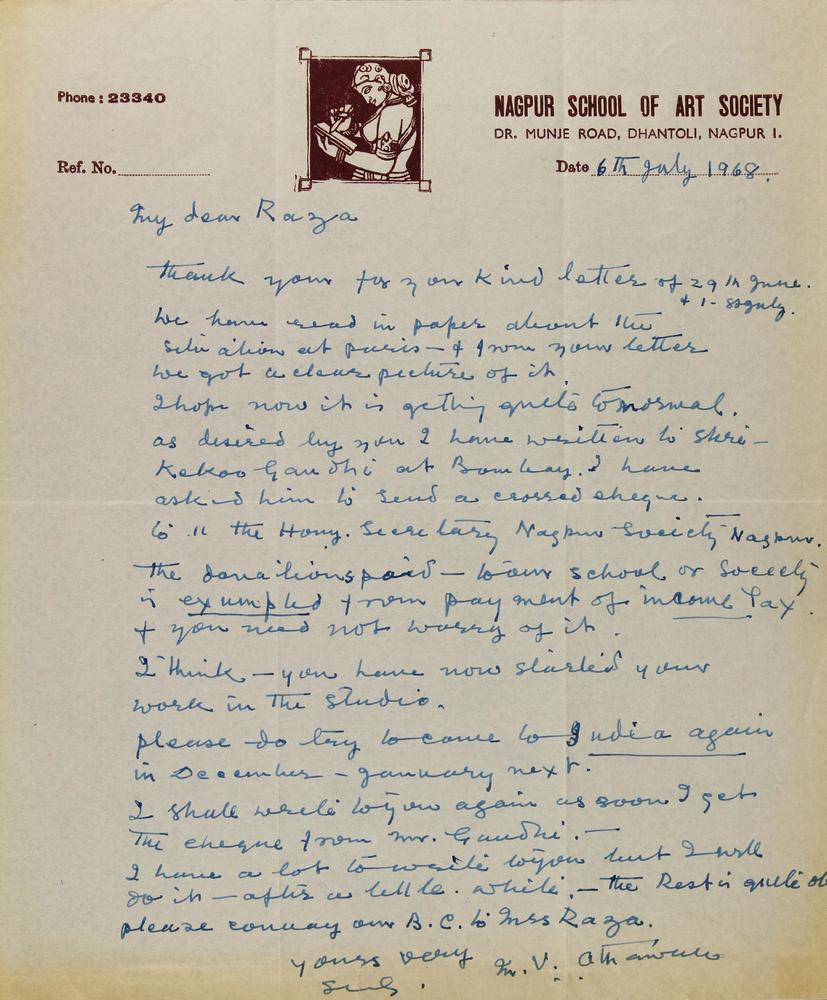 Phone : 23340
NAGPUR SCHOOL OF ART SOCIETY
DR. MUNJE ROAD, DHANTOLI, NAGPUR 1.
Ref. No.
Date 6th July 1968.
My dear Raza
Thank your for your kind letter of 29th June.
+ 1-
We have read in paper about the
situation at paris - & from your letter
we got a clear picture of it.
I hope now it is getting quite to normal.
as desired by you I have written to Shri -
Kekoo Gandhi at Bombay. I have
asked him to send a crossed cheque.
to " the Hony. Secretary Nagpur Society Nagpur.
The donations paid - to our school or Society
is exumpted from payment of income Tax.
& you need not worry of it.
I think - you have now started your
work in the studio.
please do try to come to India again
in December - January next.
I shall write to you again as soon I get
the cheque from Mr. Gandhi. -
I have a lot to write to you but I will
do it - after a little. while. - the Rest is quite
please convay our B.C. to Mrs Raza.
yours very
M. V. Athawale